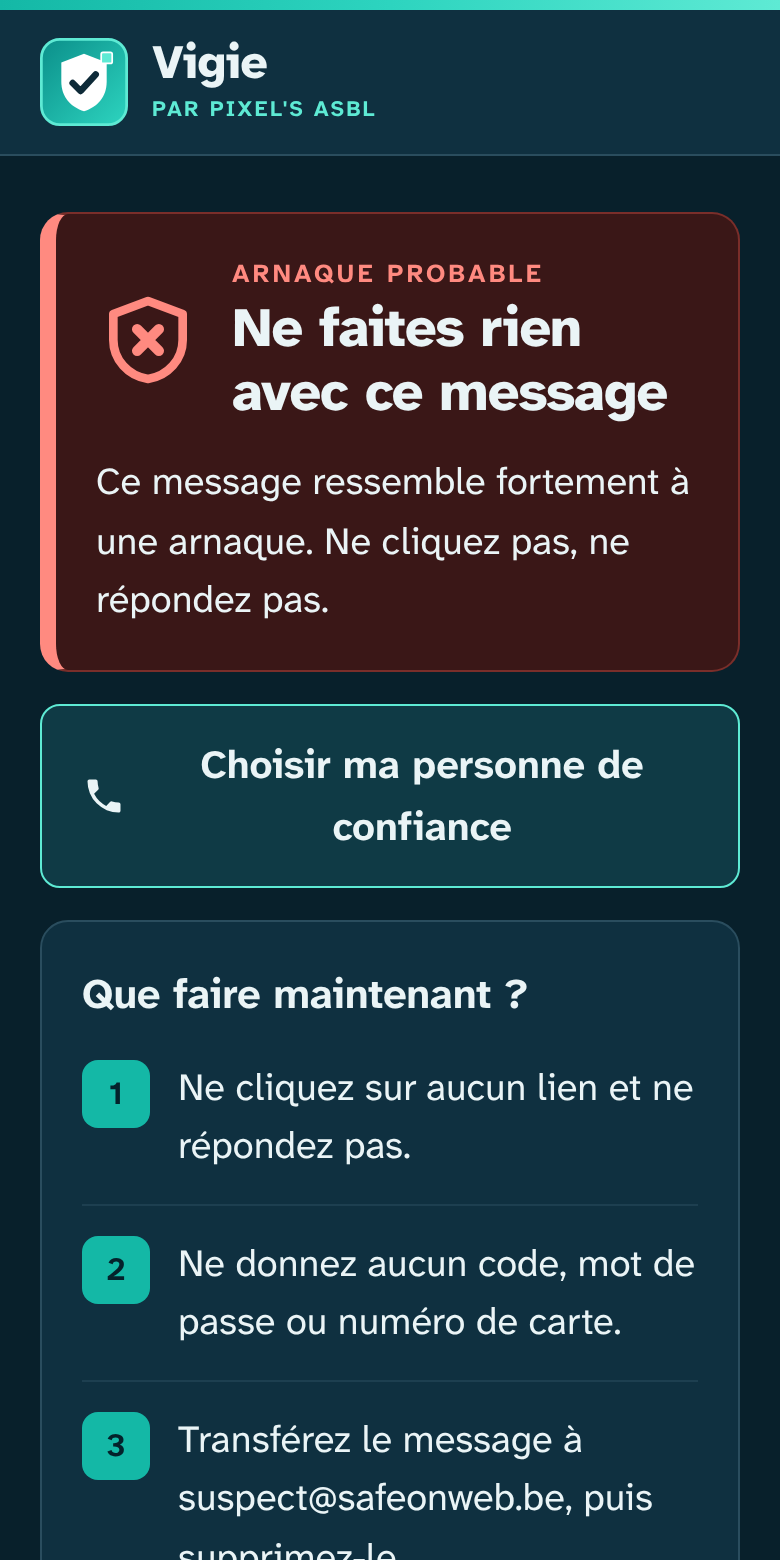 Vigie
PAR PIXEL'S ASBL
ARNAQUE PROBABLE
Ne faites rien
avec ce message
Ce message ressemble fortement à
une arnaque. Ne cliquez pas, ne
répondez pas.
Choisir ma personne de
confiance
Que faire maintenant ?
1 Ne cliquez sur aucun lien et ne
répondez pas.
2 Ne donnez aucun code, mot de
passe ou numéro de carte.
3 Transférez le message à
suspect@safeonweb.be, puis
supprimez-le